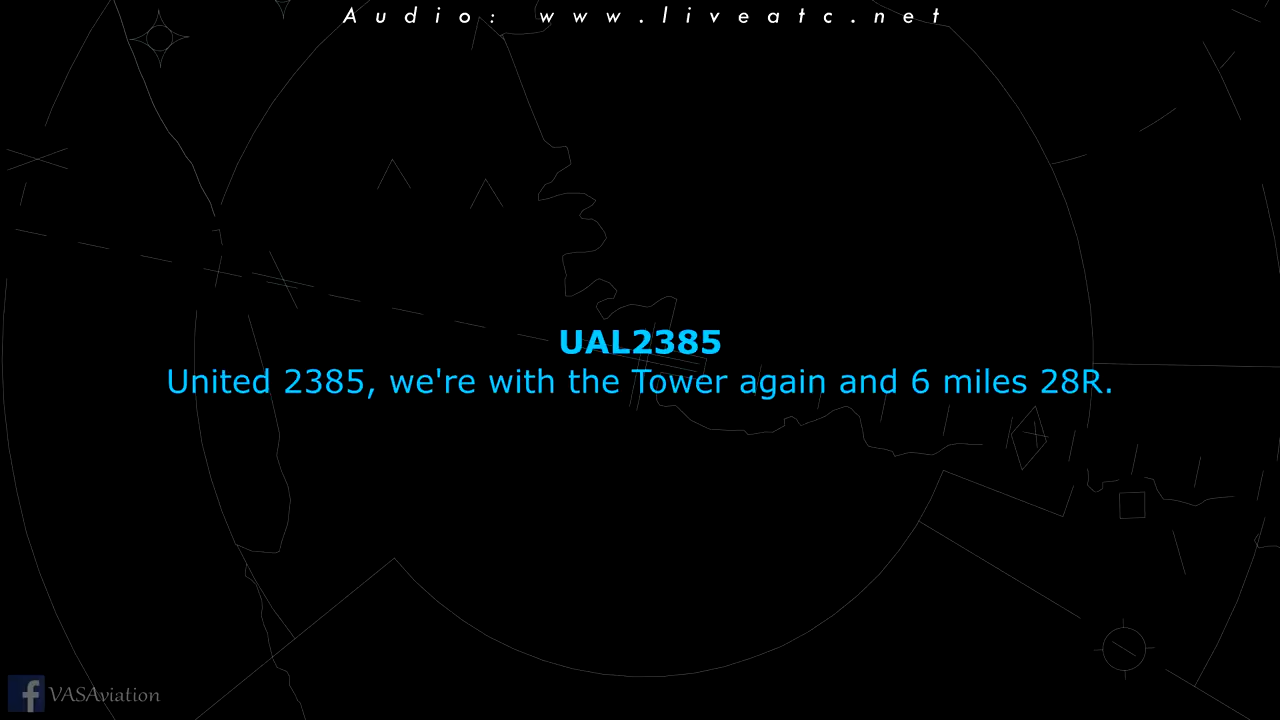 Audio: www.liveatc.net
UAL2385
United 2385, we're with the Tower again and 6 miles 28R.
f VASAviation